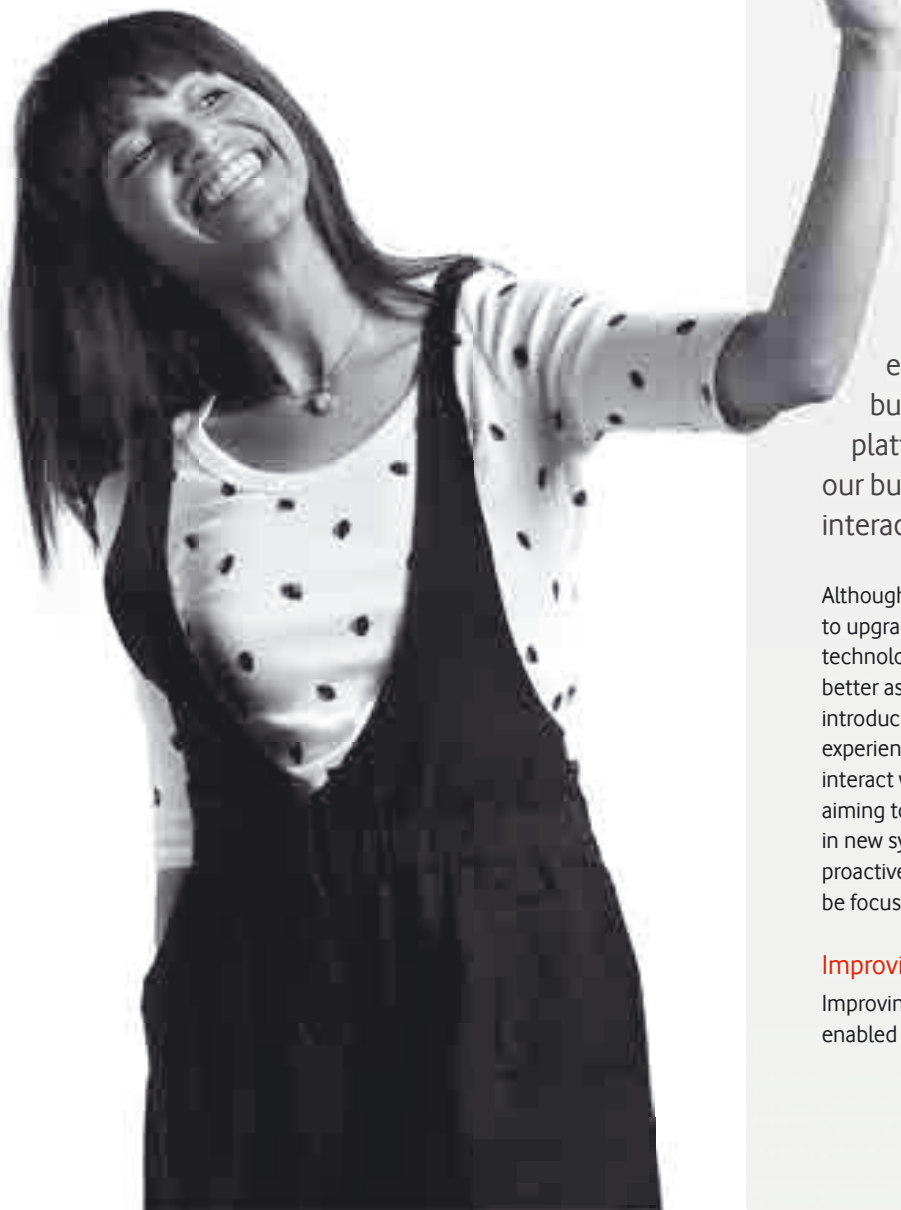 e
bu
platf
our bu
interac
Although
to upgra
technolo
better as
introduc
experien
interact
aiming to
in new sy
proactive
be focus
Improvi
Improvin
enabled